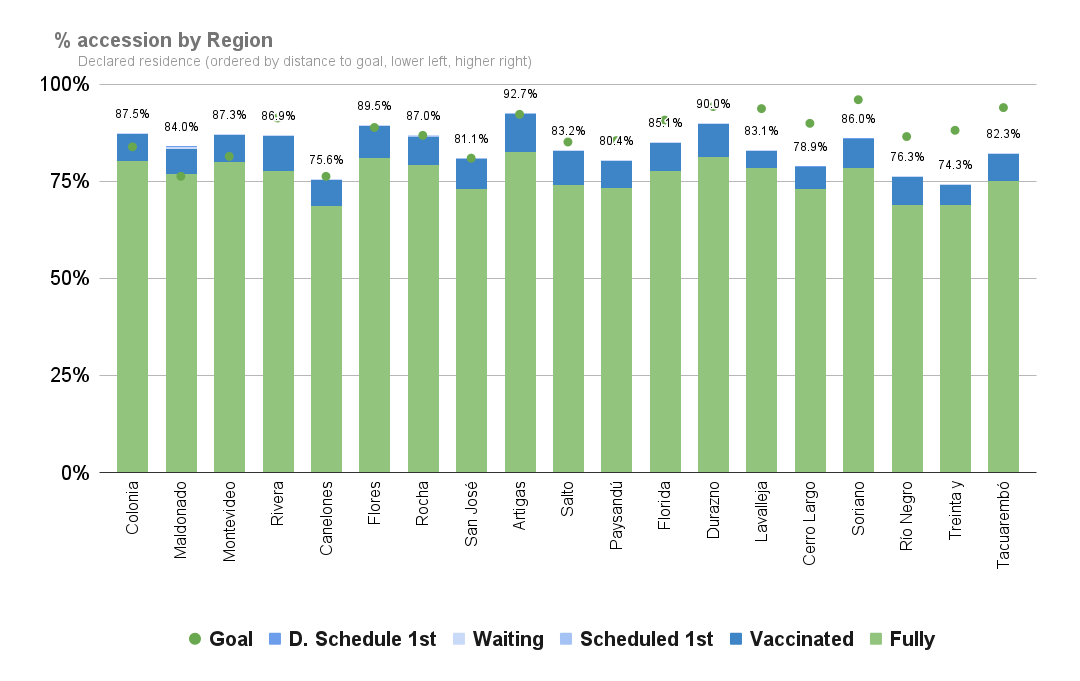 % accession by Region
Declared residence (ordered by distance to goal, lower left, higher right)
100%
75%
50%
25%
0%
87.5%
84.0%
87.3%
86.9%
75.6%
89.5%
87.0%
81.1%
92.7%
83.2%
80.4%
85.1%
90.0%
83.1%
78.9%
86.0%
76.3%
74.3%
82.3%
Colonia
Maldonado
Montevideo
Rivera
Canelones
Flores
Rocha
San José
Artigas
Salto
Paysandú
Florida
Durazno
Lavalleja
Cerro Largo
Soriano
Río Negro
Treinta y
Tacuarembó
Goal D. Schedule 1st Waiting Scheduled 1st Vaccinated Fully